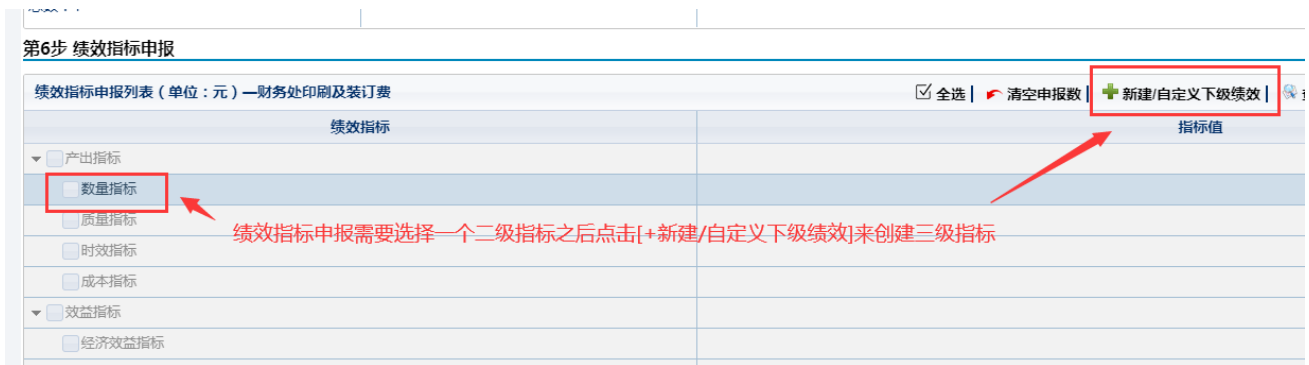 第6步 绩效指标申报
绩效指标申报列表（单位：元）—财务处印刷及装订费
全选 清空申报数 新建/自定义下级绩效
绩效指标 指标值
产出指标
数量指标
质量指标
绩效指标申报需要选择一个二级指标之后点击[+新建/自定义下级绩效]来创建三级指标
时效指标
成本指标
效益指标
经济效益指标